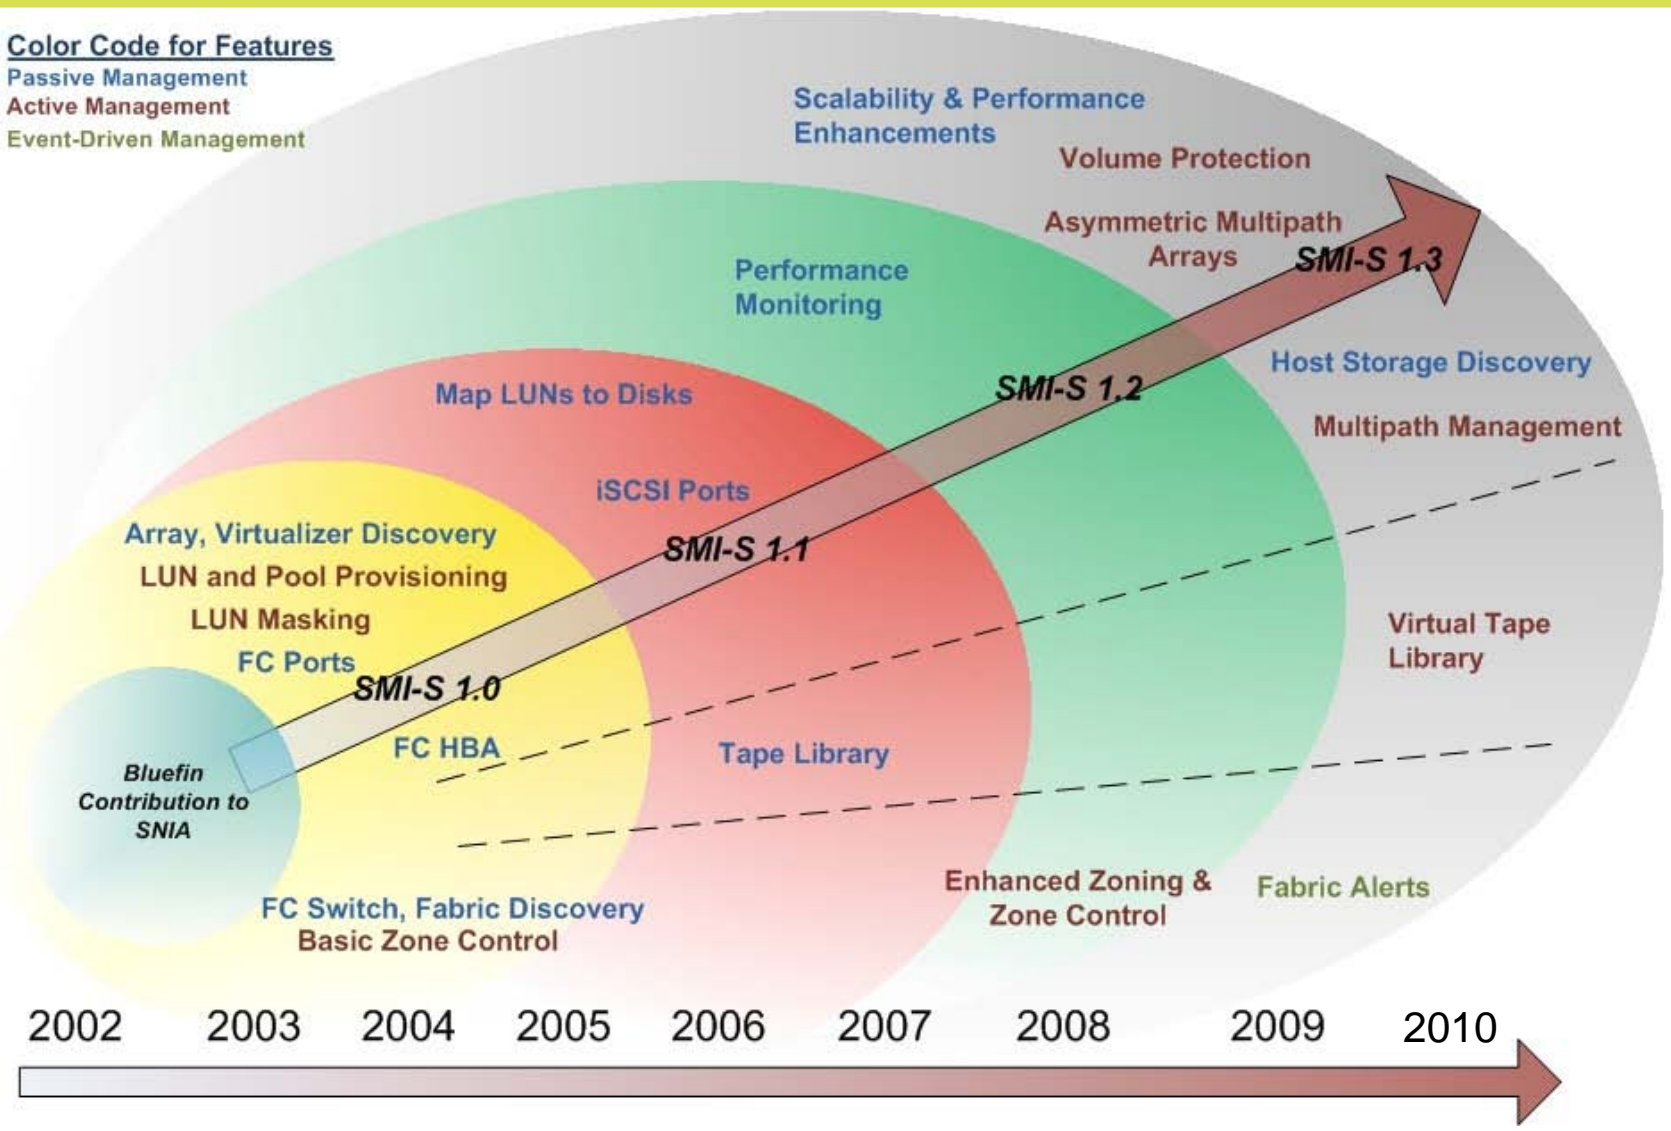 Color Code for Features
Passive Management
Active Management
Event-Driven Management
Scalability & Performance
Enhancements
Volume Protection
Asymmetric Multipath
Arrays
SMI-S 1.3
Performance
Monitoring
Host Storage Discovery
SMI-S 1.2
Map LUNs to Disks
Multipath Management
iSCSI Ports
Array, Virtualizer Discovery
SMI-S 1.1
LUN and Pool Provisioning
LUN Masking
Virtual Tape
Library
FC Ports
SMI-S 1.0
FC HBA
Tape Library
Bluefin
Contribution to
SNIA
Enhanced Zoning &
Zone Control
Fabric Alerts
FC Switch, Fabric Discovery
Basic Zone Control
2002 2003 2004 2005 2006 2007 2008 2009 2010